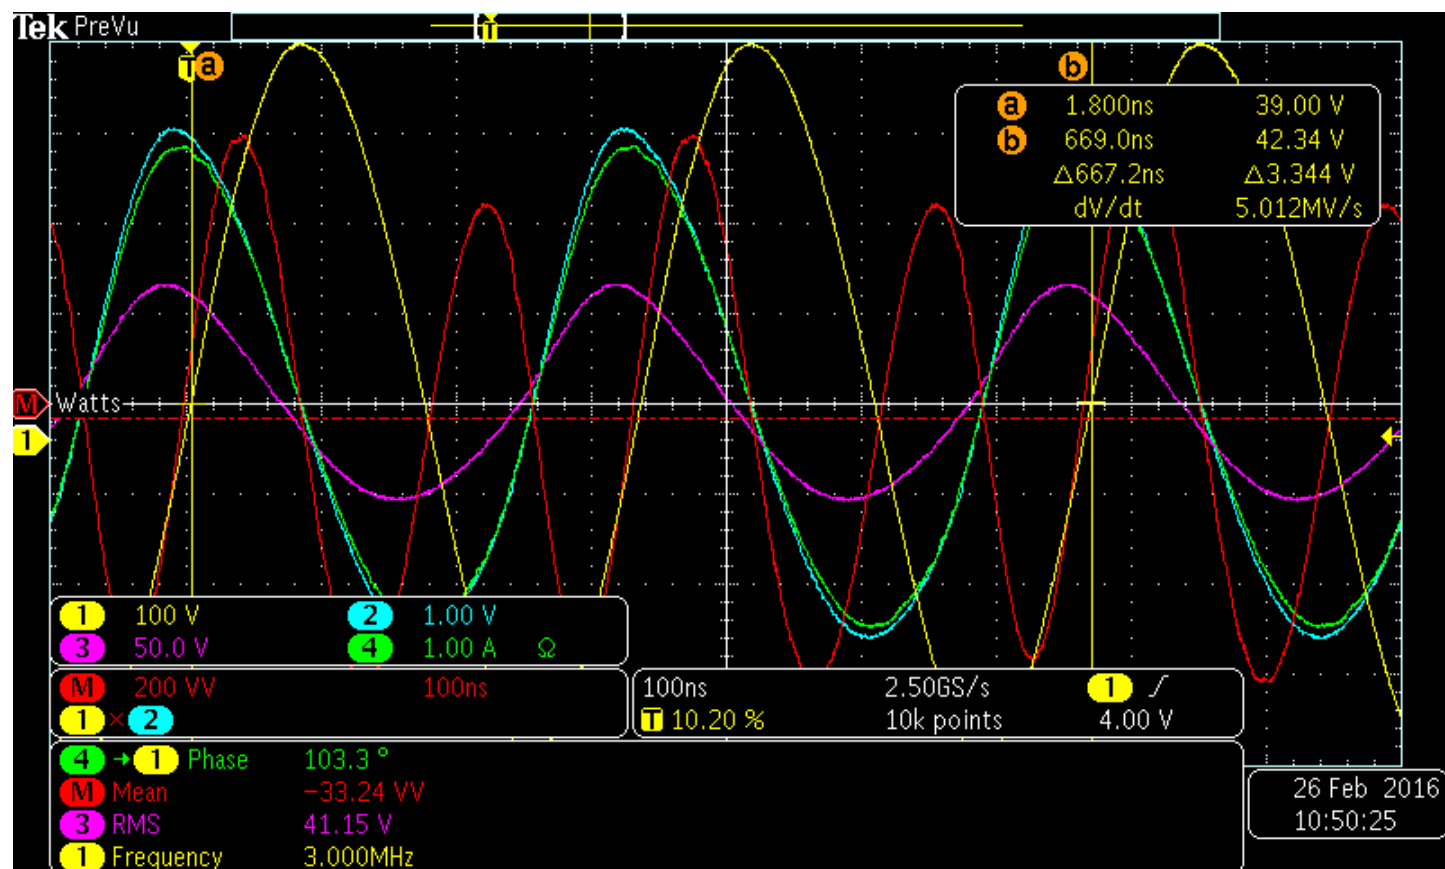 Tek PreVu
T
T a b
a 1.800ns 39.00 V
b 669.0ns 42.34 V
△667.2ns △3.344 V
dV/dt 5.012MV/s
M Watts
1
1 100 V 2 1.00 V
3 50.0 V 4 1.00 A Ω
M 200 VV 100ns
1 × 2
100ns 2.50GS/s 1
T 10.20 % 10k points 4.00 V
4 → 1 Phase 103.3 °
M Mean −33.24 VV
3 RMS 41.15 V
1 Frequency 3.000MHz
26 Feb 2016
10:50:25